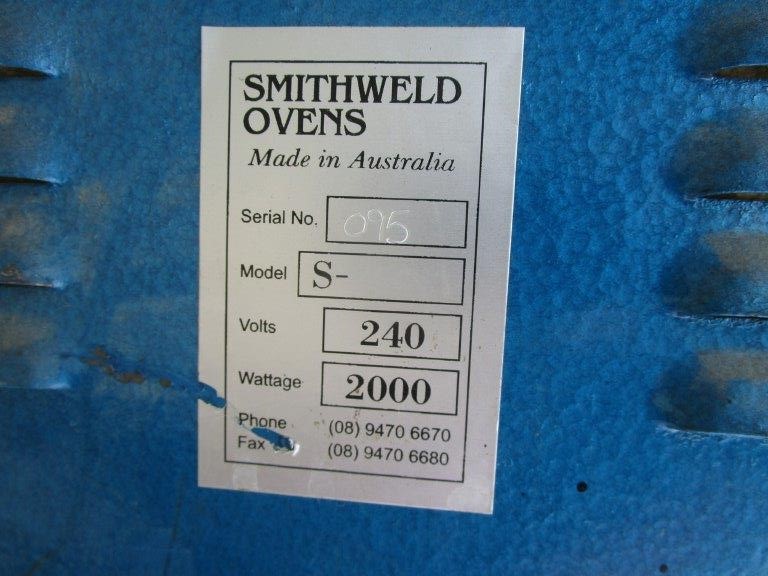 SMITHWELD
OVENS
Made in Australia
Serial No. 095
Model S-
Volts 240
Wattage 2000
Phone (08) 9470 6670
Fax (08) 9470 6680